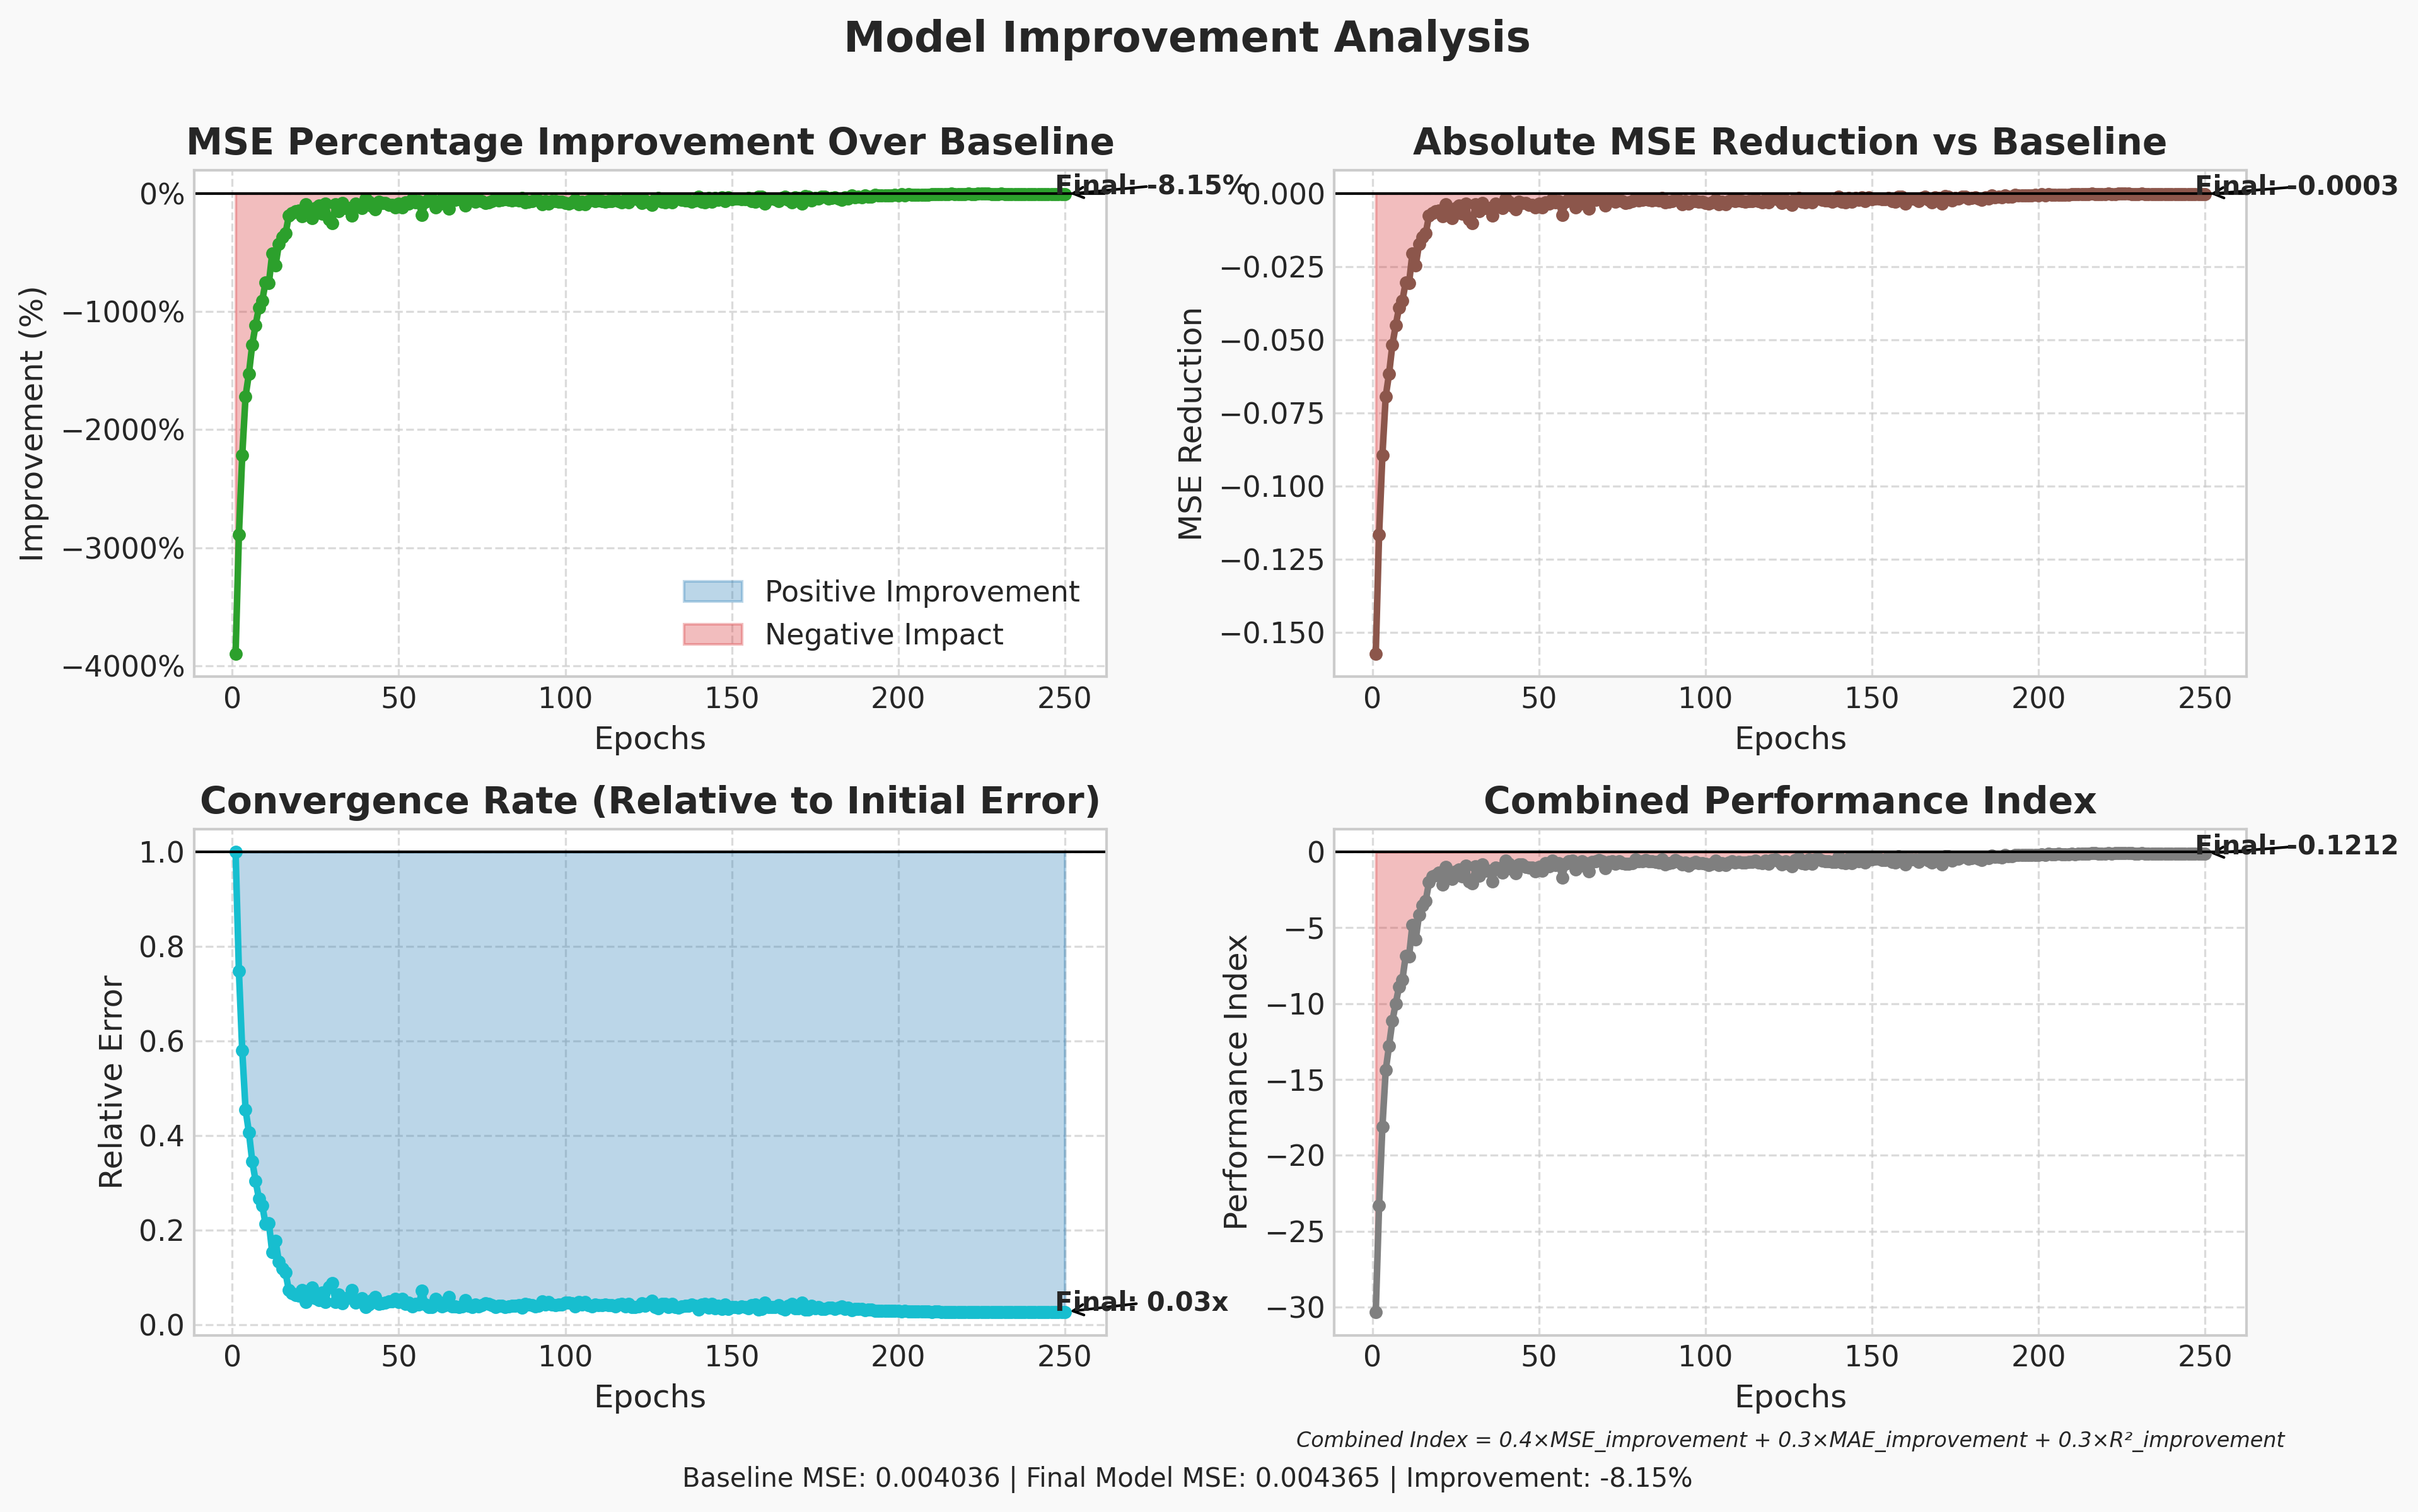 Model Improvement Analysis
MSE Percentage Improvement Over Baseline
Improvement (%)
0%
−1000%
−2000%
−3000%
−4000%
Final: -8.15%
Positive Improvement
Negative Impact
0 50 100 150 200 250
Epochs
Absolute MSE Reduction vs Baseline
MSE Reduction
0.000
−0.025
−0.050
−0.075
−0.100
−0.125
−0.150
Final: -0.0003
0 50 100 150 200 250
Epochs
Convergence Rate (Relative to Initial Error)
Relative Error
1.0
0.8
0.6
0.4
0.2
0.0
Final: 0.03x
0 50 100 150 200 250
Epochs
Combined Performance Index
Performance Index
0
−5
−10
−15
−20
−25
−30
Final: -0.1212
0 50 100 150 200 250
Epochs
Combined Index = 0.4×MSE_improvement + 0.3×MAE_improvement + 0.3×R²_improvement
Baseline MSE: 0.004036 | Final Model MSE: 0.004365 | Improvement: -8.15%